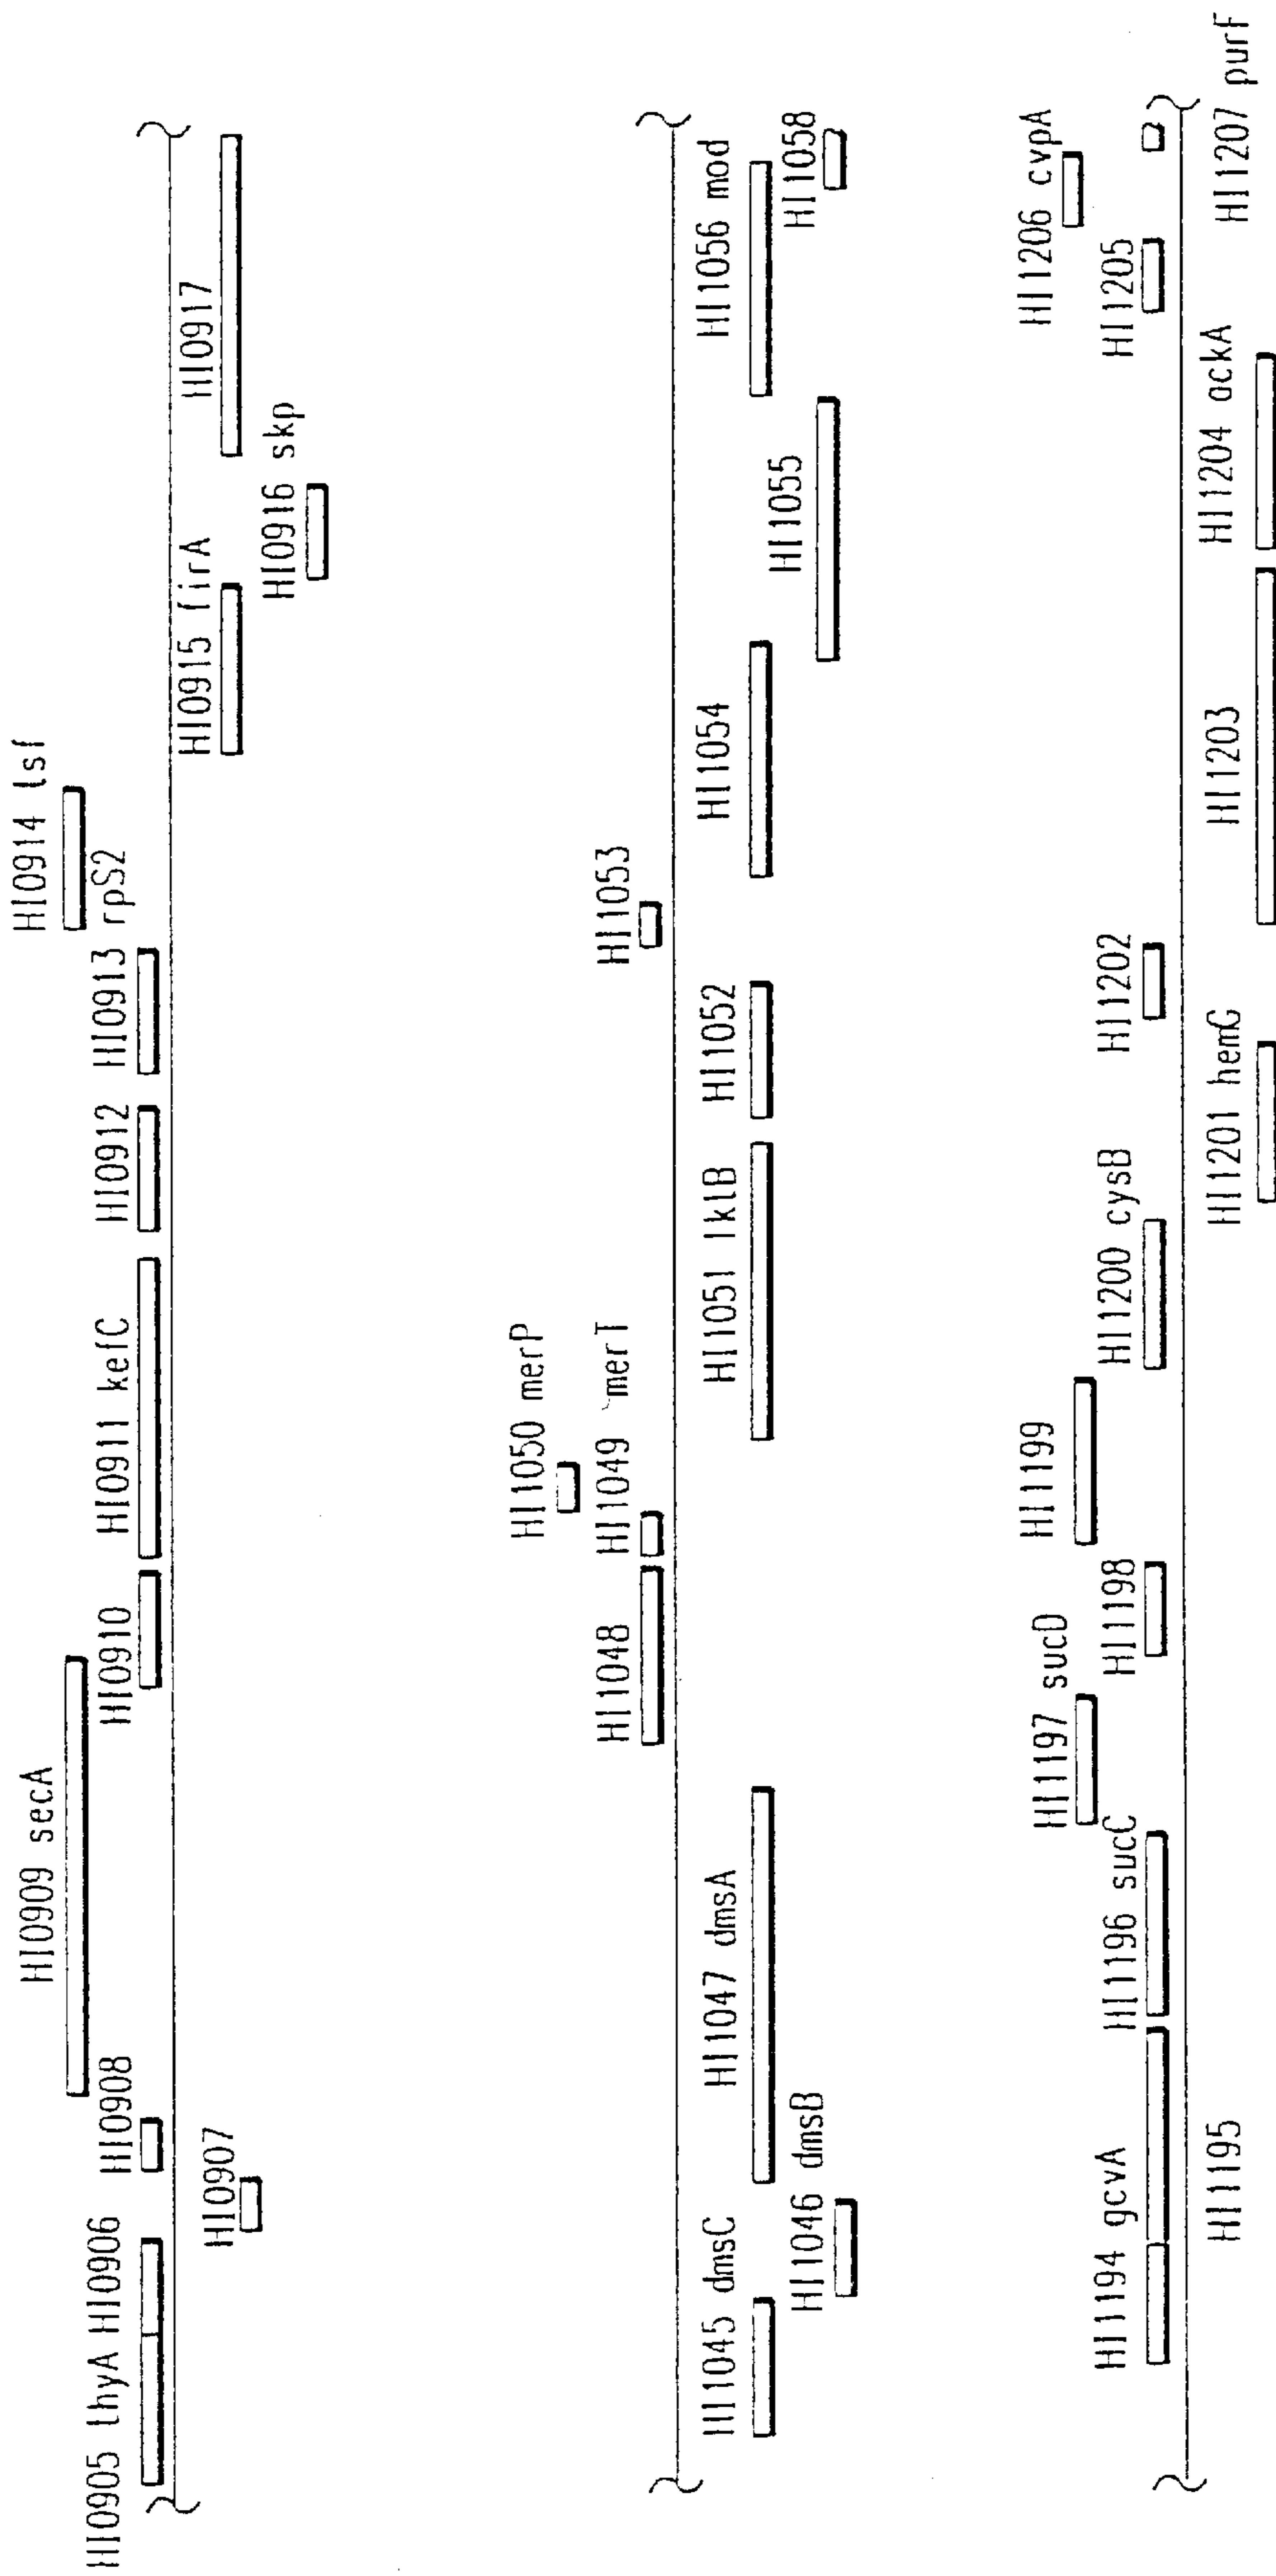 HI0905 thyA
HI0906
HI0907
HI0908
HI0909 secA
HI0910
HI0911 kefC
HI0912
HI0913 rpS2
HI0914 tsf
HI0915 firA
HI0916 skp
HI0917
HI1045 dmsC
HI1046 dmsB
HI1047 dmsA
HI1048
HI1049 merT
HI1050 merP
HI1051 lktB
HI1052
HI1053
HI1054
HI1055
HI1056 mod
HI1058
HI1194 gcvA
HI1195
HI1196 sucC
HI1197 sucD
HI1198
HI1199
HI1200 cysB
HI1201 hemG
HI1202
HI1203
HI1204 ackA
HI1205
HI1206 cvpA
HI1207 purF